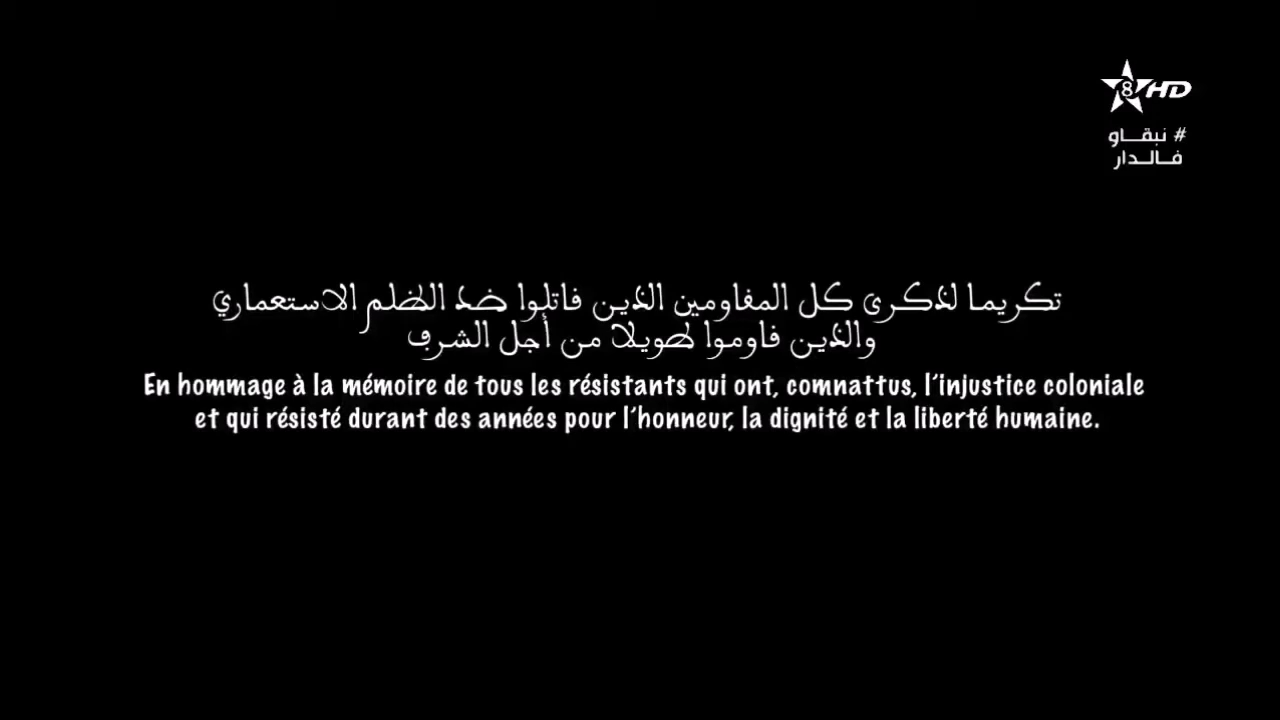 8 HD
# نبقاو
فالدار
تكريما لذكرى كل المقاومين الذين قاتلوا ضد الظلم الاستعماري
والذين قاوموا طويلا من أجل الشرف
En hommage à la mémoire de tous les résistants qui ont, comnattus, l'injustice coloniale
et qui résisté durant des années pour l'honneur, la dignité et la liberté humaine.